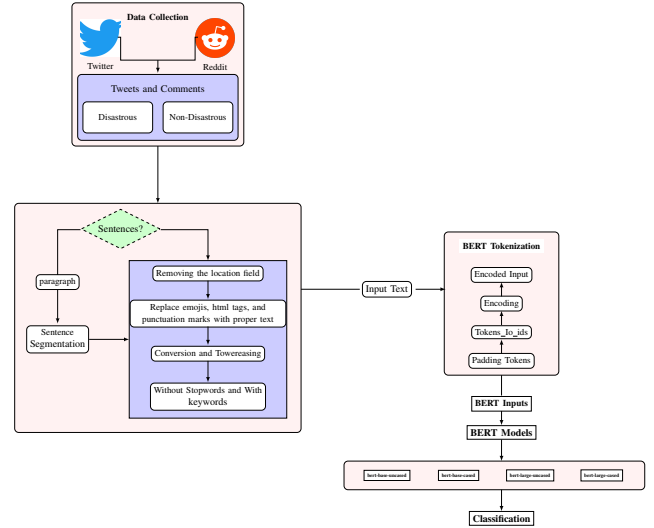 Data Collection
Twitter
Reddit
Tweets and Comments
Disastrous
Non-Disastrous
Sentences?
paragraph
Sentence
Segmentation
Removing the location field
Replace emojis, html tags, and
punctuation marks with proper text
Conversion and Towereasing
Without Stopwords and With
keywords
Input Text
BERT Tokenization
Encoded Input
Encoding
Tokens_Io_ids
Padding Tokens
BERT Inputs
BERT Models
bert-base-uncased
bert-base-cased
bert-large-uncased
bert-large-cased
Classification